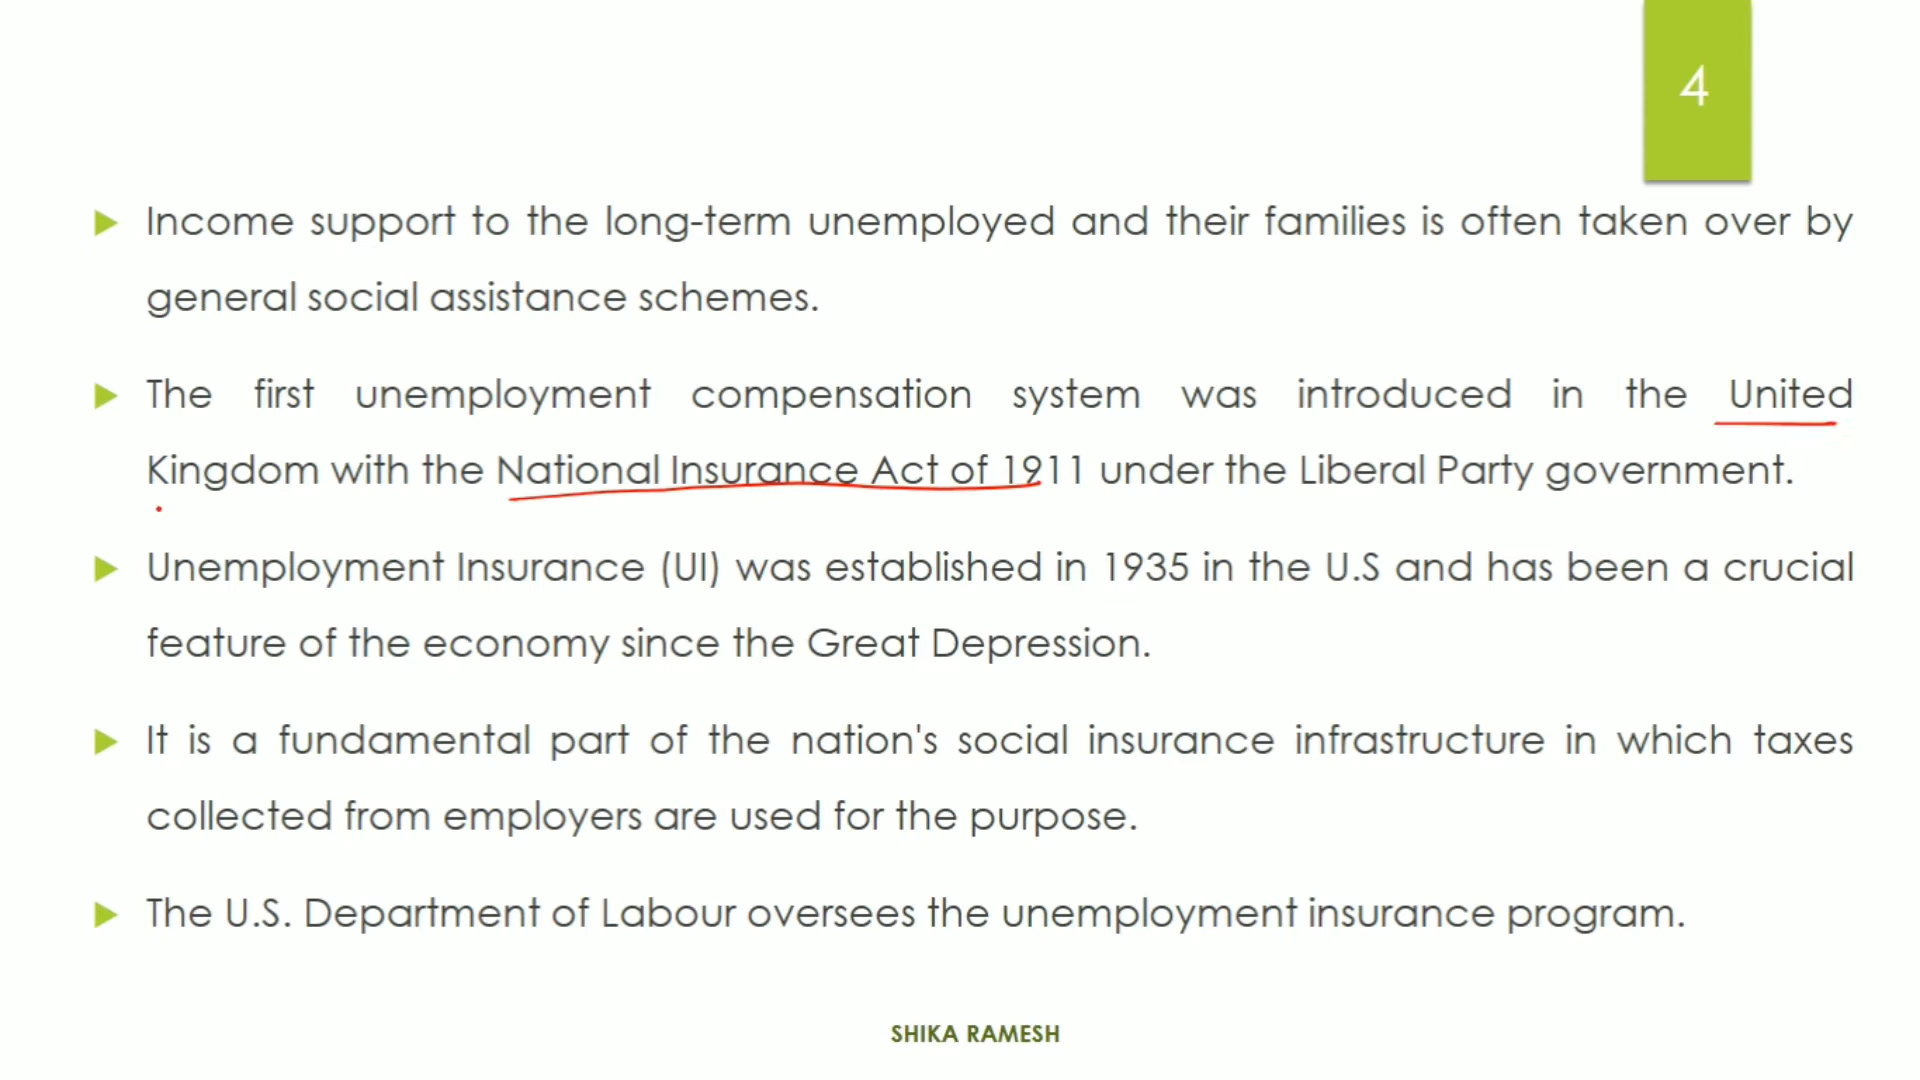 4
Income support to the long-term unemployed and their families is often taken over by
general social assistance schemes.
The first unemployment compensation system was introduced in the United
Kingdom with the National Insurance Act of 1911 under the Liberal Party government.
Unemployment Insurance (UI) was established in 1935 in the U.S and has been a crucial
feature of the economy since the Great Depression.
It is a fundamental part of the nation's social insurance infrastructure in which taxes
collected from employers are used for the purpose.
The U.S. Department of Labour oversees the unemployment insurance program.
SHIKA RAMESH